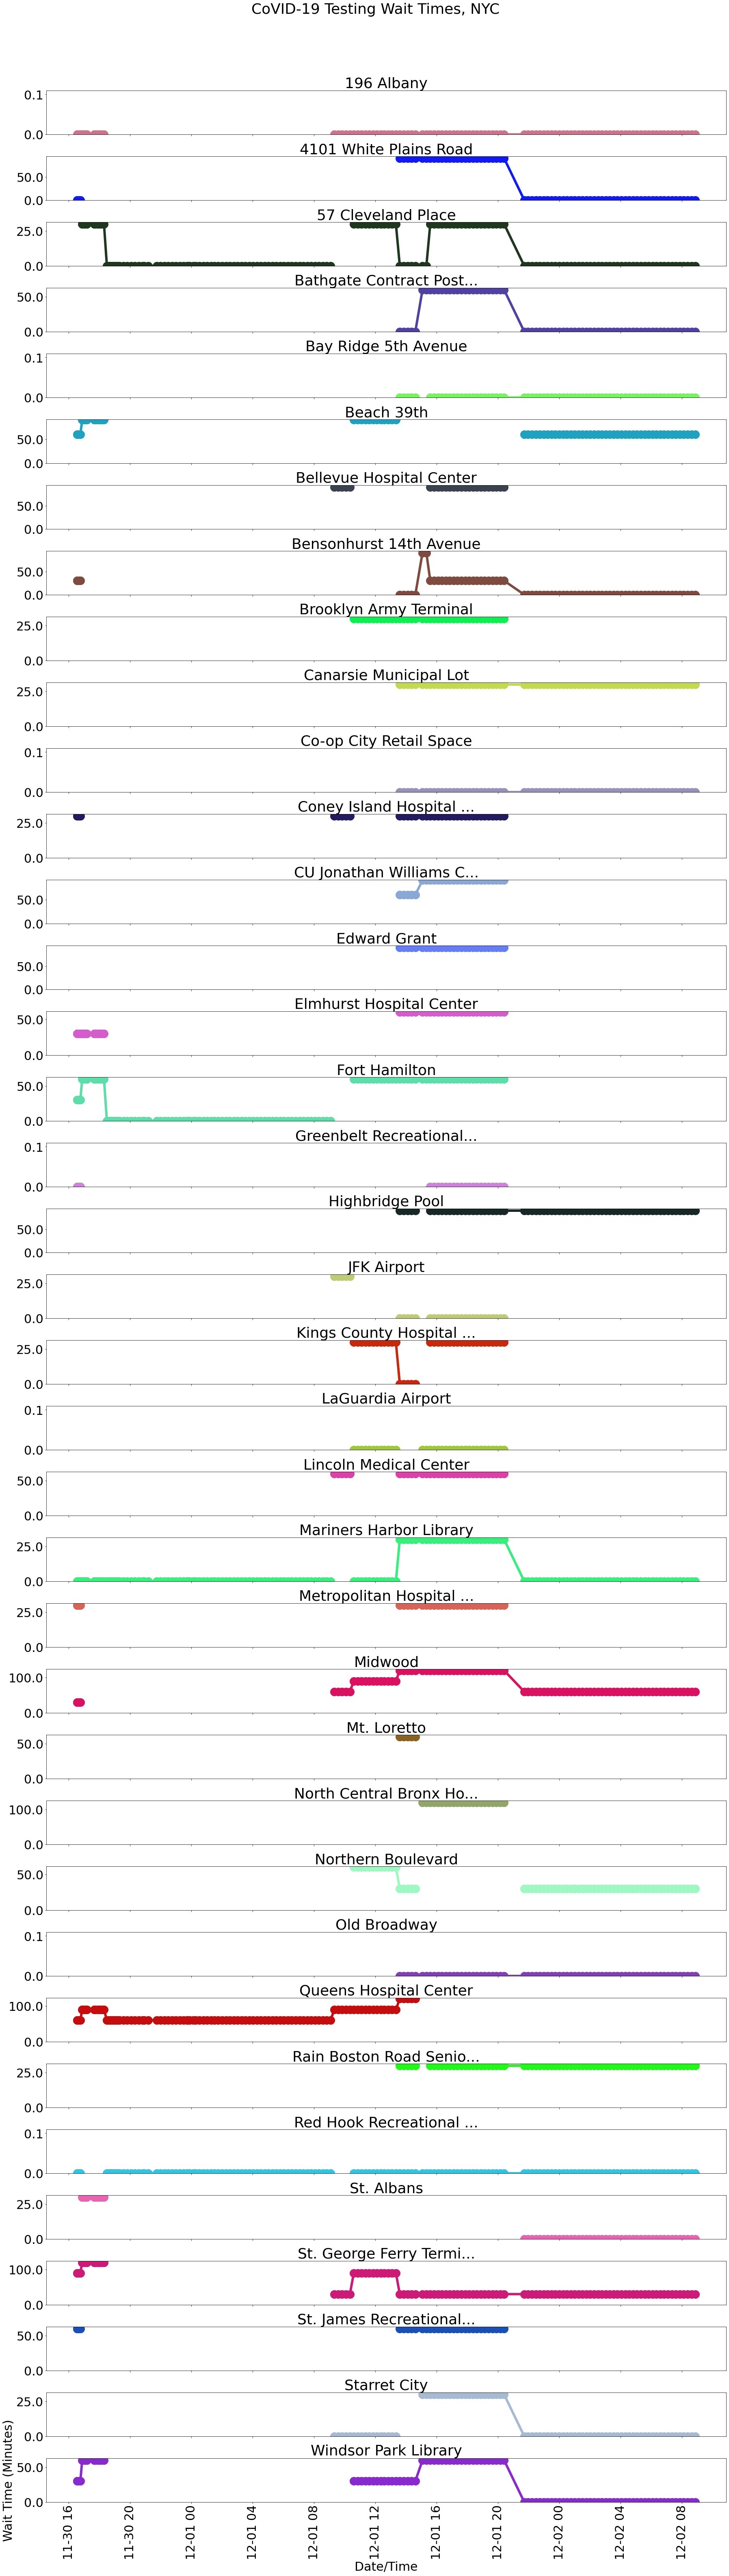 CoVID-19 Testing Wait Times, NYC
196 Albany
0.1
0.0
4101 White Plains Road
50.0
0.0
57 Cleveland Place
25.0
0.0
Bathgate Contract Post...
50.0
0.0
Bay Ridge 5th Avenue
0.1
0.0
Beach 39th
50.0
0.0
Bellevue Hospital Center
50.0
0.0
Bensonhurst 14th Avenue
50.0
0.0
Brooklyn Army Terminal
25.0
0.0
Canarsie Municipal Lot
25.0
0.0
Co-op City Retail Space
0.1
0.0
Coney Island Hospital ...
25.0
0.0
CU Jonathan Williams C...
50.0
0.0
Edward Grant
50.0
0.0
Elmhurst Hospital Center
50.0
0.0
Fort Hamilton
50.0
0.0
Greenbelt Recreational...
0.1
0.0
Highbridge Pool
50.0
0.0
JFK Airport
25.0
0.0
Kings County Hospital ...
25.0
0.0
LaGuardia Airport
0.1
0.0
Lincoln Medical Center
50.0
0.0
Mariners Harbor Library
25.0
0.0
Metropolitan Hospital ...
25.0
0.0
Midwood
100.0
0.0
Mt. Loretto
50.0
0.0
North Central Bronx Ho...
100.0
0.0
Northern Boulevard
50.0
0.0
Old Broadway
0.1
0.0
Queens Hospital Center
100.0
0.0
Rain Boston Road Senio...
25.0
0.0
Red Hook Recreational ...
0.1
0.0
St. Albans
25.0
0.0
St. George Ferry Termi...
100.0
0.0
St. James Recreational...
50.0
0.0
Starret City
25.0
0.0
Windsor Park Library
50.0
0.0
Wait Time (Minutes)
11-30 16
11-30 20
12-01 00
12-01 04
12-01 08
12-01 12
12-01 16
12-01 20
12-02 00
12-02 04
12-02 08
Date/Time